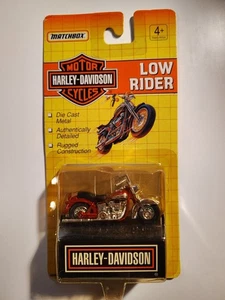 MATCHBOX
4+
MOTOR
HARLEY-DAVIDSON
CYCLES
LOW
RIDER
Die Cast
Metal
Authentically
Detailed
Rugged
Construction
HARLEY-DAVIDSON